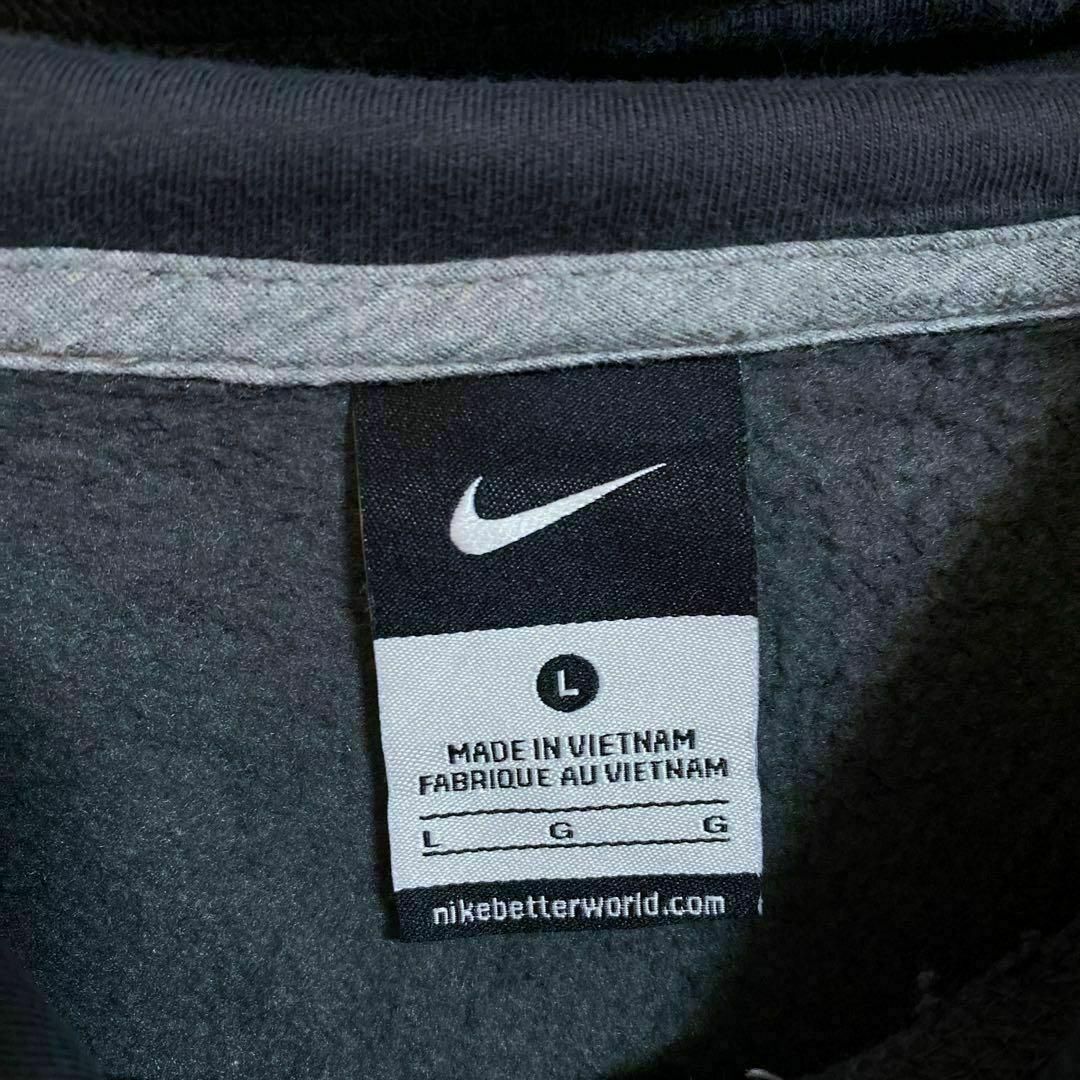 L
MADE IN VIETNAM
FABRIQUE AU VIETNAM
L G G
nikebetterworld.com